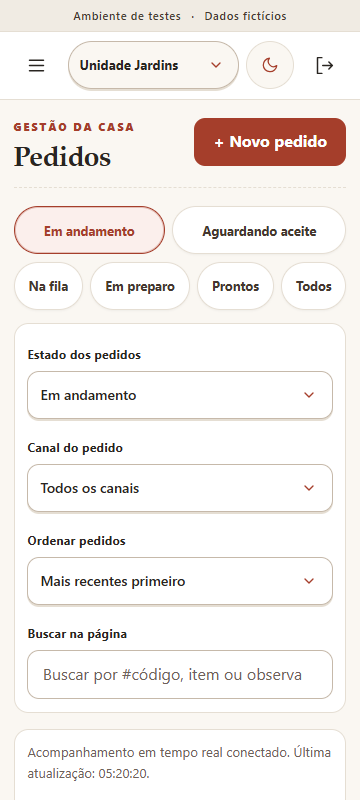 Ambiente de testes · Dados fictícios
Unidade Jardins
GESTÃO DA CASA
Pedidos
+ Novo pedido
Em andamento
Aguardando aceite
Na fila
Em preparo
Prontos
Todos
Estado dos pedidos
Em andamento
Canal do pedido
Todos os canais
Ordenar pedidos
Mais recentes primeiro
Buscar na página
Buscar por #código, item ou observa
Acompanhamento em tempo real conectado. Última
atualização: 05:20:20.